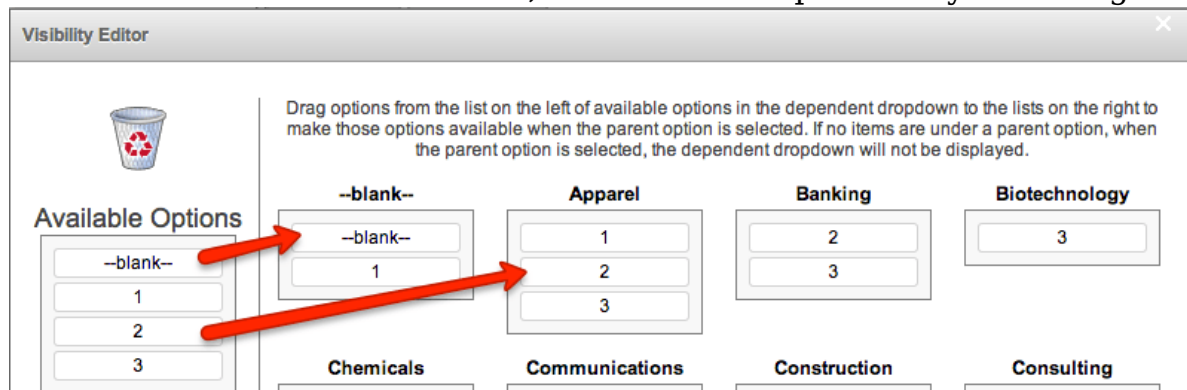 Visibility Editor
Drag options from the list on the left of available options in the dependent dropdown to the lists on the right to
make those options available when the parent option is selected. If no items are under a parent option, when
the parent option is selected, the dependent dropdown will not be displayed.
Available Options
--blank--
1
2
3
--blank--
--blank--
1
Apparel
1
2
3
Banking
2
3
Biotechnology
3
Chemicals
Communications
Construction
Consulting